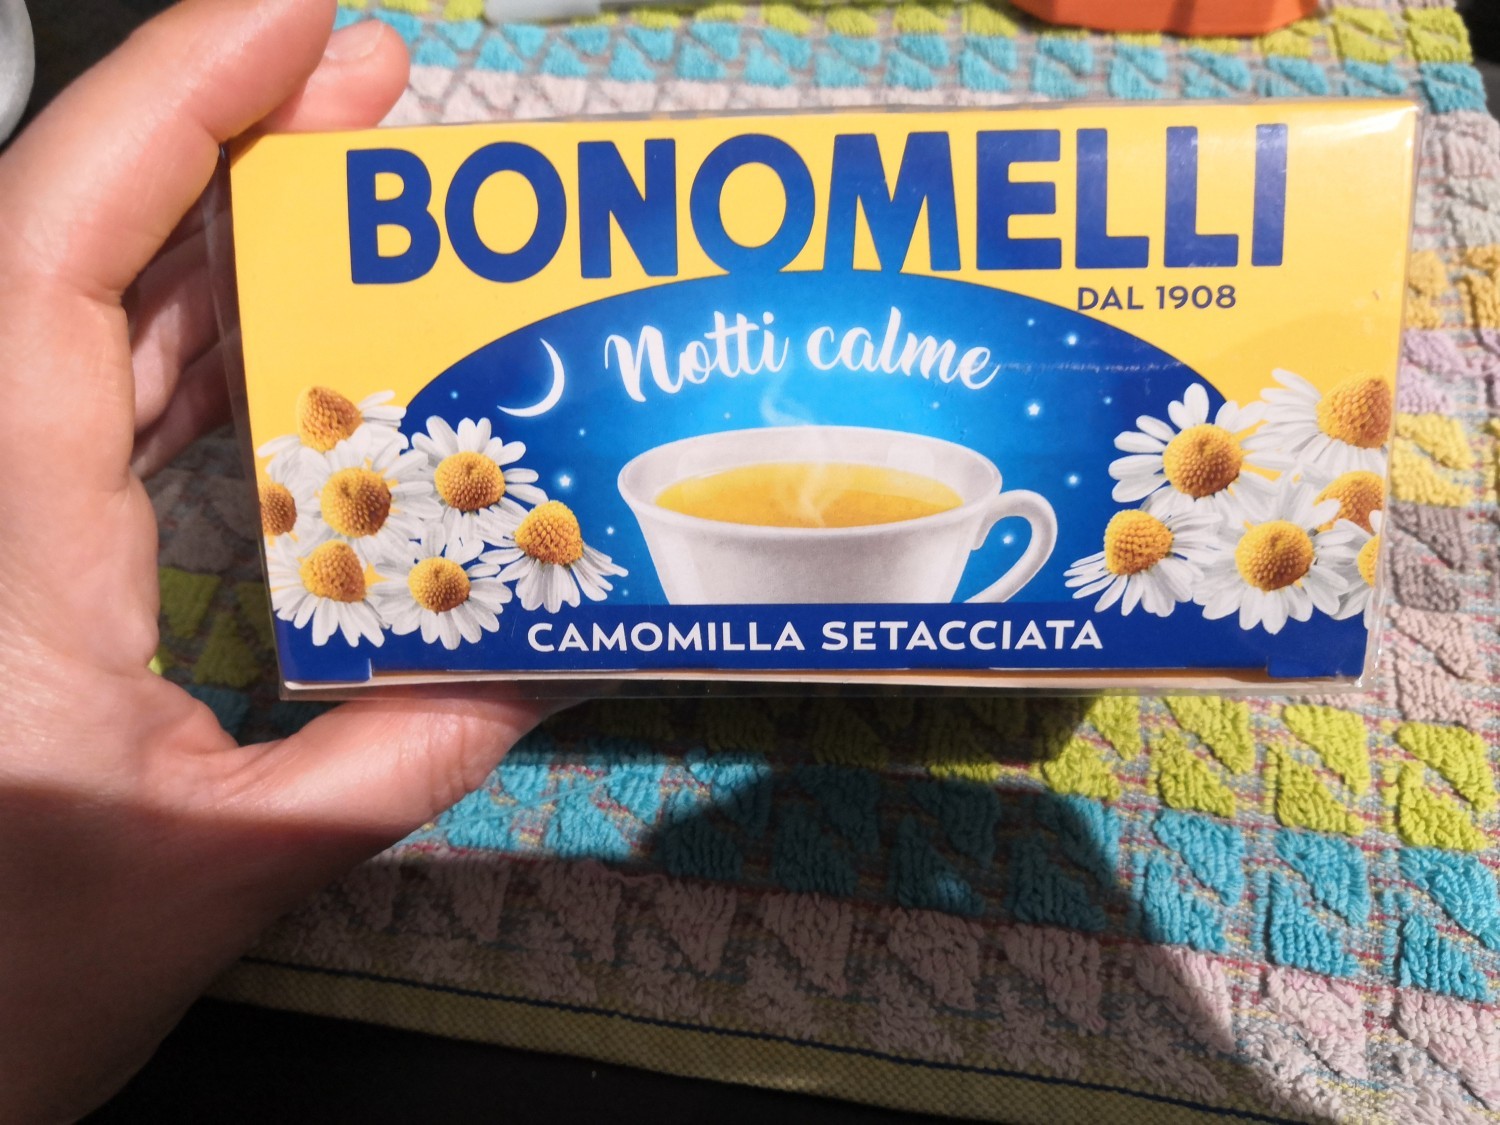 BONOMELLI
DAL 1908
Notti calme
CAMOMILLA SETACCIATA